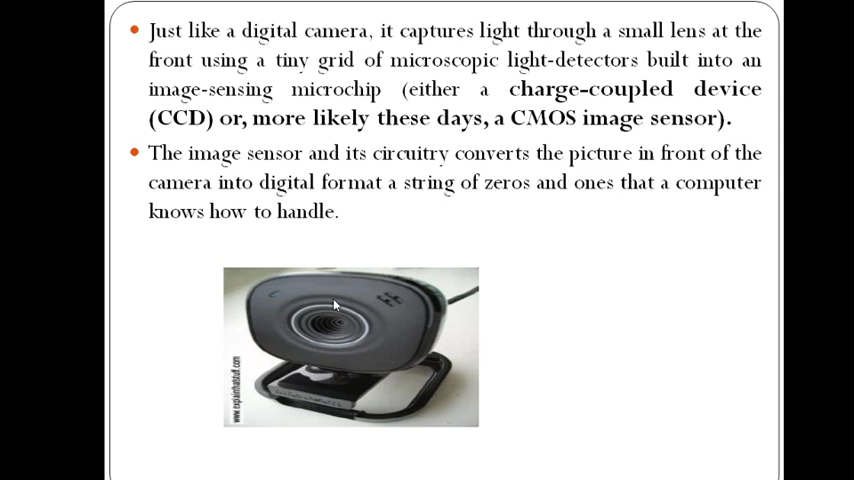 Just like a digital camera, it captures light through a small lens at the
front using a tiny grid of microscopic light-detectors built into an
image-sensing microchip (either a charge-coupled device
(CCD) or, more likely these days, a CMOS image sensor).
The image sensor and its circuitry converts the picture in front of the
camera into digital format a string of zeros and ones that a computer
knows how to handle.
www.explainthatstuff.com